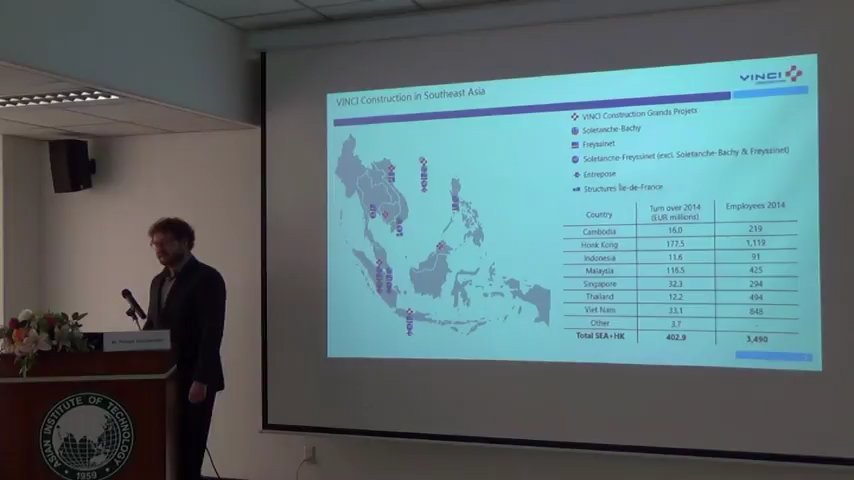 VINCI Construction in Southeast Asia
VINCI
VINCI Construction Grands Projets
Soletanche-Bachy
Freyssinet
Soletanche-Freyssinet (excl. Soletanche-Bachy & Freyssinet)
Entrepose
Structures Île-de-France
Country Turn over 2014 (EUR millions) Employees 2014
Cambodia 16.0 219
Honk Kong 177.5 1,119
Indonesia 11.6 91
Malaysia 116.5 425
Singapore 32.3 294
Thailand 12.2 494
Viet Nam 33.1 848
Other 3.7 -
Total SEA+HK 402.9 3,490
ASIAN INSTITUTE OF TECHNOLOGY
1959